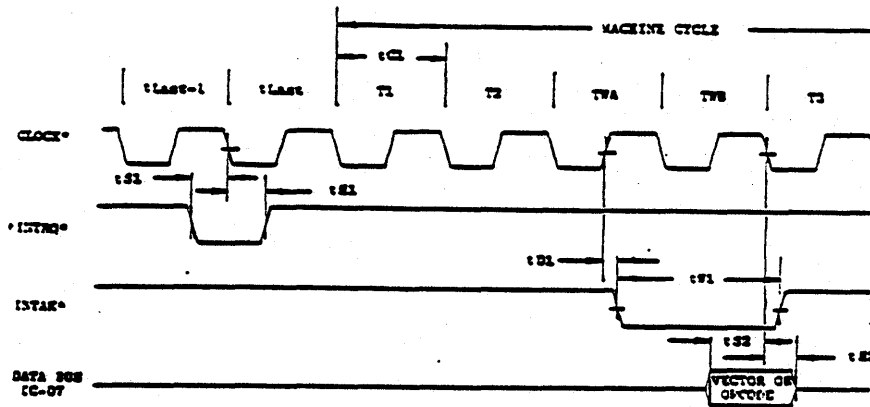 MACHINE CYCLE
tC1
tLast-1 tLast T1 T2 TWA TWB T3
CLOCK*
tS1 tH1
INTRQ*
tD1 tW1
INTAK*
tS2
DATA BUS VECTOR OR
OPCODE